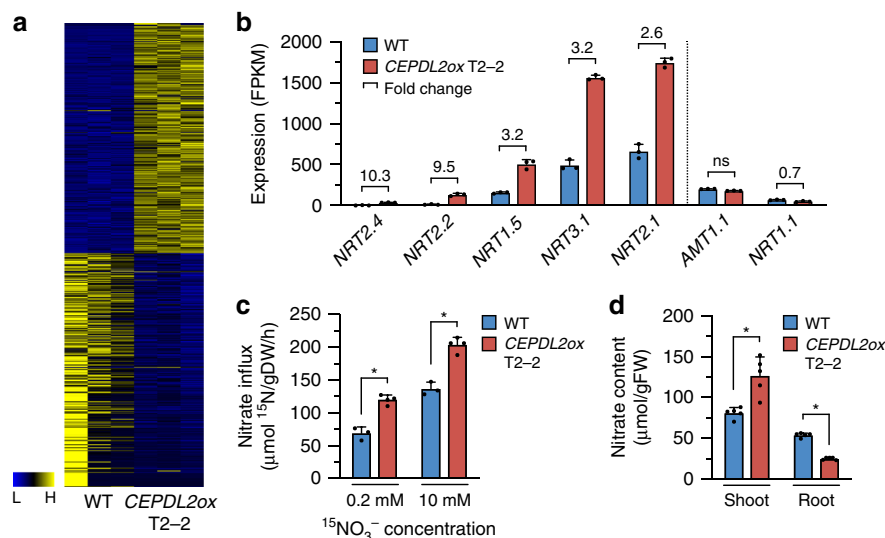 a
L H
WT
CEPDL2ox
T2–2
b
Expression (FPKM)
2000
1500
1000
500
0
WT
CEPDL2ox T2–2
Fold change
10.3
9.5
3.2
3.2
2.6
ns
0.7
NRT2.4
NRT2.2
NRT1.5
NRT3.1
NRT2.1
AMT1.1
NRT1.1
c
Nitrate influx
(μmol ¹⁵N/gDW/h)
250
200
150
100
50
0
WT
CEPDL2ox
T2–2
*
*
0.2 mM
10 mM
¹⁵NO₃⁻ concentration
d
Nitrate content
(μmol/gFW)
200
150
100
50
0
WT
CEPDL2ox
T2–2
*
*
Shoot
Root